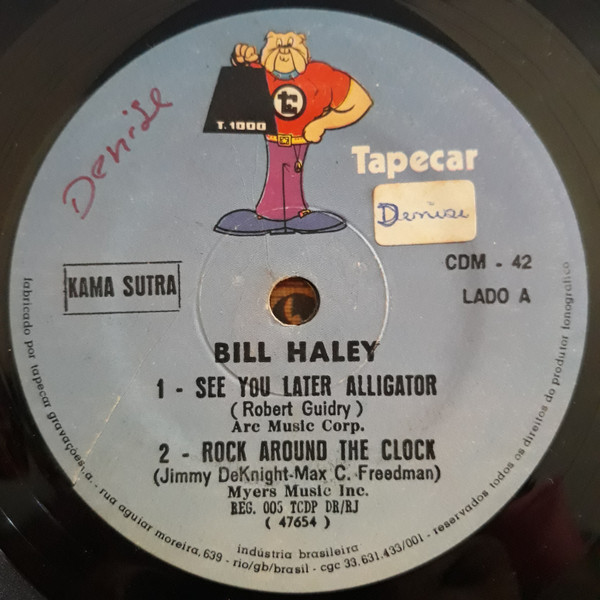 Denise
tc
T. 1000
Tapecar
Denise
CDM - 42
LADO A
KAMA SUTRA
BILL HALEY
1 - SEE YOU LATER ALLIGATOR
( Robert Guidry )
Arc Music Corp.
2 - ROCK AROUND THE CLOCK
(Jimmy DeKnight-Max C. Freedman)
Myers Music Inc.
REG. 005 TCDP DR/RJ
( 47654 )
indústria brasileira
fabricado por tapecar gravações.a. - rua aguiar moreira, 639 - rio/gb/brasil - cgc 33.631.433/001 - reservados todos os direitos do produtor fonográfico